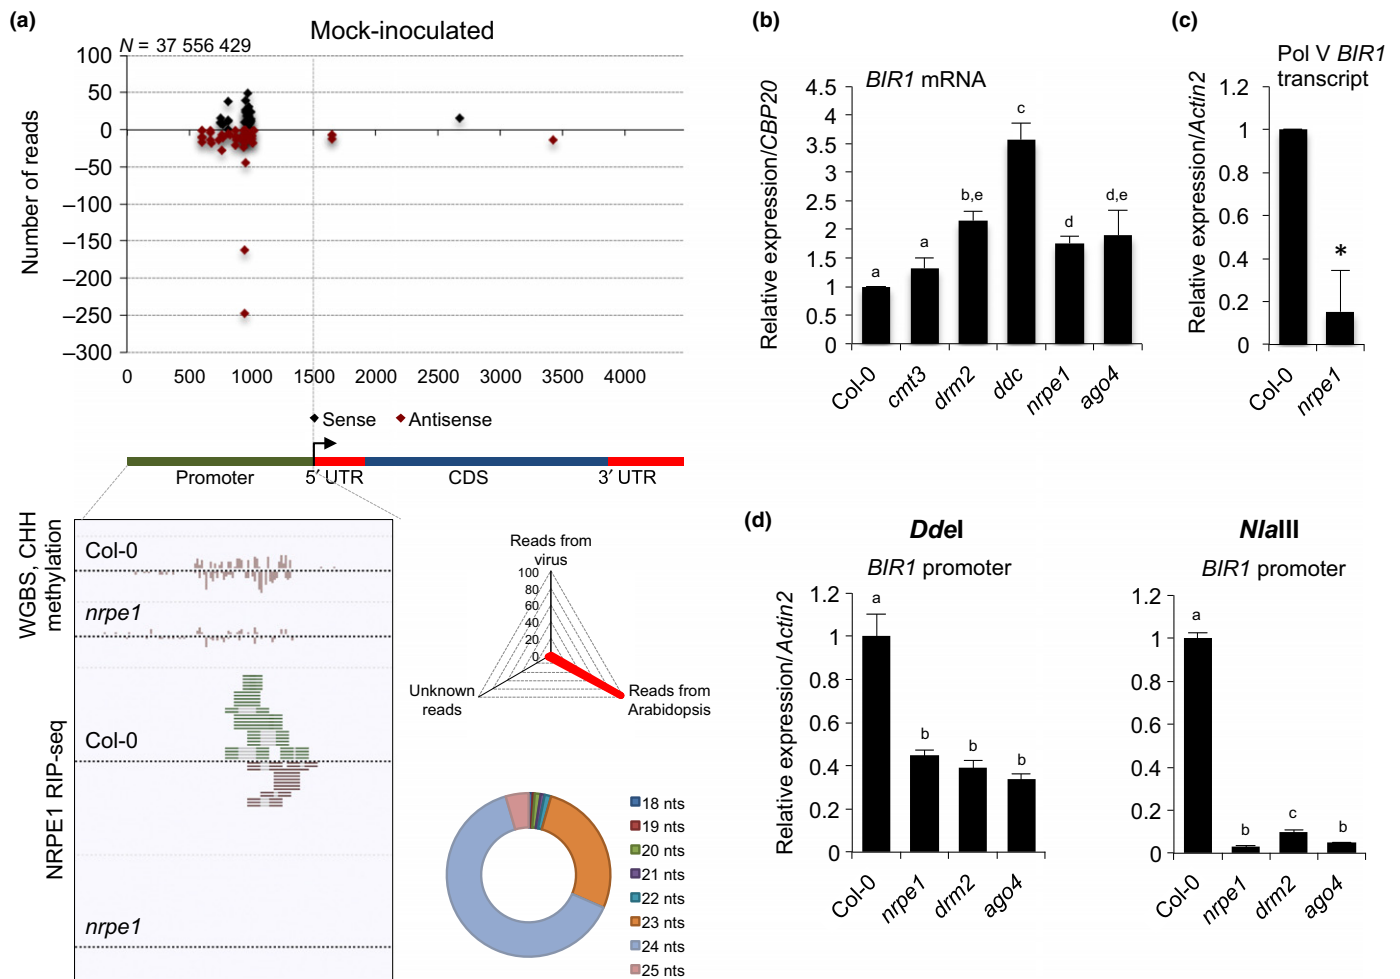 (a)
Mock-inoculated
N = 37 556 429
Number of reads
100
50
0
–50
–100
–150
–200
–250
–300
0 500 1000 1500 2000 2500 3000 3500 4000
Sense Antisense
Promoter 5′ UTR CDS 3′ UTR
WGBS, CHH methylation
Col-0
nrpe1
NRPE1 RIP-seq
Col-0
nrpe1
Reads from virus
100
80
60
40
20
0
Unknown reads
Reads from Arabidopsis
18 nts
19 nts
20 nts
21 nts
22 nts
23 nts
24 nts
25 nts
(b)
BIR1 mRNA
Relative expression/CBP20
4.5
4
3.5
3
2.5
2
1.5
1
0.5
0
a a b,e c d d,e
Col-0 cmt3 drm2 ddc nrpe1 ago4
(c)
Pol V BIR1 transcript
Relative expression/Actin2
1.2
1
0.8
0.6
0.4
0.2
0
*
Col-0 nrpe1
(d)
DdeI
BIR1 promoter
Relative expression/Actin2
1.2
1
0.8
0.6
0.4
0.2
0
a b b b
Col-0 nrpe1 drm2 ago4
NlaIII
BIR1 promoter
1.2
1
0.8
0.6
0.4
0.2
0
a b c b
Col-0 nrpe1 drm2 ago4